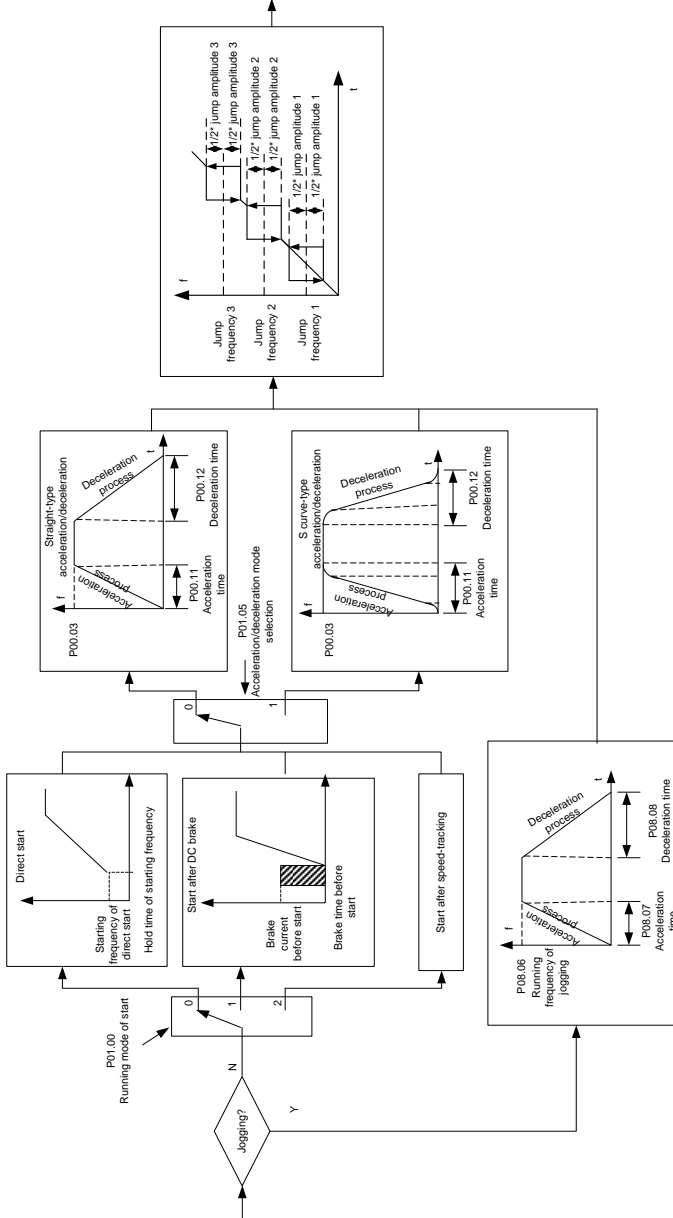 Jogging?
N
Y
P01.00
Running mode of start
0
1
2
Direct start
Starting
frequency of
direct start
Hold time of starting frequency
Start after DC brake
Brake
current
before start
Brake time before
start
Start after speed-tracking
P01.05
Acceleration/deceleration mode
selection
0
1
Straight-type
acceleration/deceleration
f
P00.03
Acceleration
process
Deceleration
process
t
P00.11
Acceleration
time
P00.12
Deceleration time
S curve-type
acceleration/deceleration
f
P00.03
Acceleration
process
Deceleration
process
t
P00.11
Acceleration
time
P00.12
Deceleration time
f
P08.06
Running
frequency of
jogging
Acceleration
process
Deceleration
process
t
P08.07
Acceleration
time
P08.08
Deceleration time
f
Jump
frequency 3
Jump
frequency 2
Jump
frequency 1
1/2* jump amplitude 3
1/2* jump amplitude 3
1/2* jump amplitude 2
1/2* jump amplitude 2
1/2* jump amplitude 1
1/2* jump amplitude 1
t